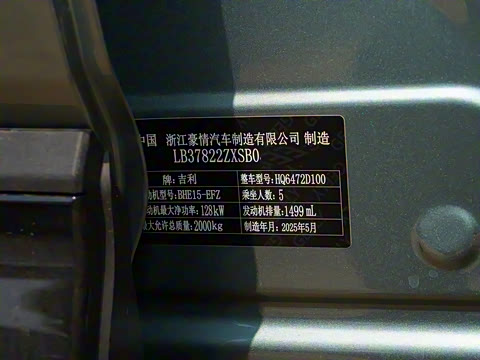 中国 浙江豪情汽车制造有限公司 制造
LB37822ZXSB0
牌:吉利 整车型号:HQ6472D100
动机型号:BHE15-EFZ 乘坐人数:5
动机最大净功率:128kW 发动机排量:1499mL
最大允许总质量:2000kg 制造年月:2025年5月